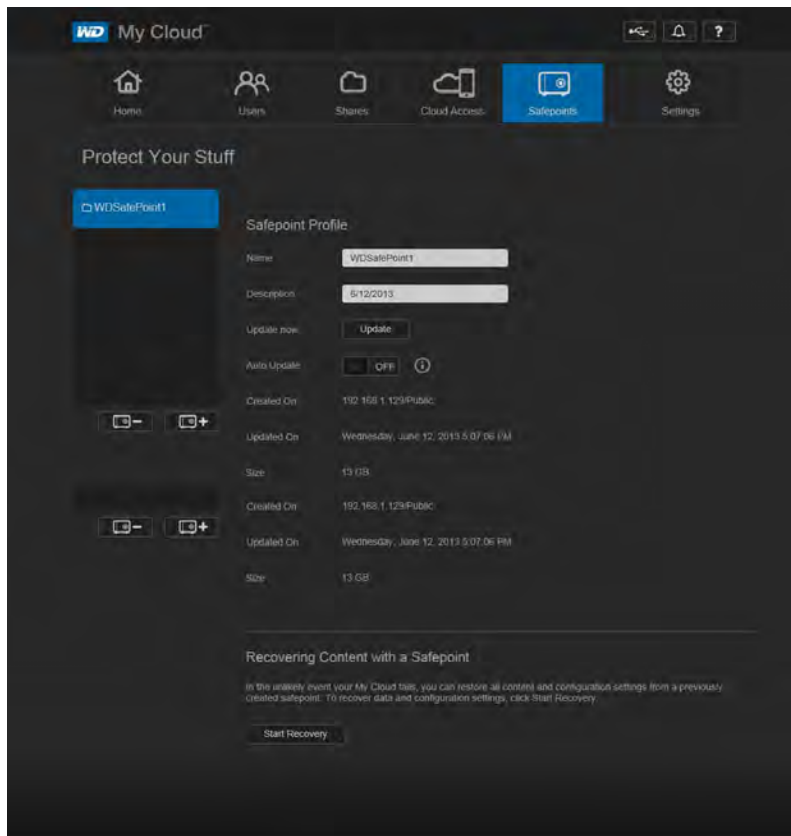 WD My Cloud™
?
Home
Users
Shares
Cloud Access
Safepoints
Settings
Protect Your Stuff
WDSafePoint1
Safepoint Profile
Name
WDSafePoint1
Description
6/12/2013
Update now
Update
Auto Update
OFF
Created On
192.168.1.129/Public
Updated On
Wednesday, June 12, 2013 5:07:06 PM
Size
13 GB
Created On
192.168.1.129/Public
Updated On
Wednesday, June 12, 2013 5:07:06 PM
Size
13 GB
Recovering Content with a Safepoint
In the unlikely event your My Cloud fails, you can restore all content and configuration settings from a previously
created safepoint. To recover data and configuration settings, click Start Recovery.
Start Recovery